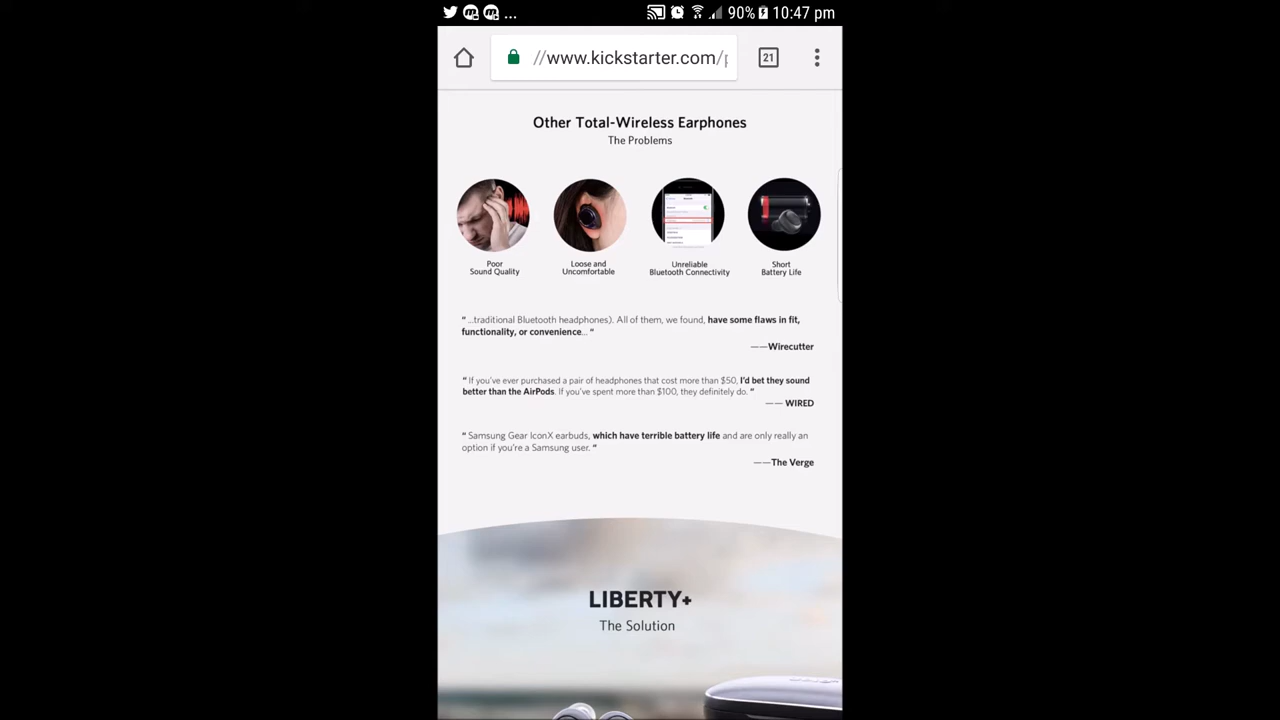 ... 90% 10:47 pm
//www.kickstarter.com/p 21
Other Total-Wireless Earphones
The Problems
Poor
Sound Quality
Loose and
Uncomfortable
Unreliable
Bluetooth Connectivity
Short
Battery Life
“ ...traditional Bluetooth headphones). All of them, we found, have some flaws in fit,
functionality, or convenience... “
——Wirecutter
“ If you've ever purchased a pair of headphones that cost more than $50, I'd bet they sound
better than the AirPods. If you've spent more than $100, they definitely do. “
—— WIRED
“ Samsung Gear IconX earbuds, which have terrible battery life and are only really an
option if you're a Samsung user. “
——The Verge
LIBERTY+
The Solution